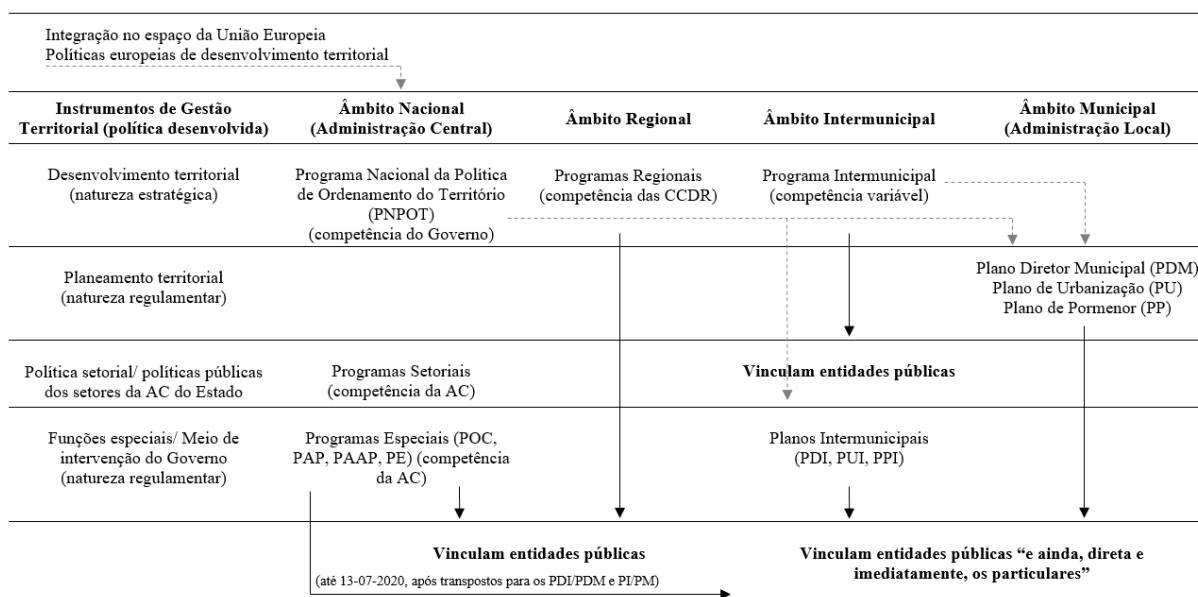 Integração no espaço da União Europeia
Políticas europeias de desenvolvimento territorial
Instrumentos de Gestão
Territorial (política desenvolvida)
Âmbito Nacional
(Administração Central)
Âmbito Regional
Âmbito Intermunicipal
Âmbito Municipal
(Administração Local)
Desenvolvimento territorial
(natureza estratégica)
Programa Nacional da Política
de Ordenamento do Território
(PNPOT)
(competência do Governo)
Programas Regionais
(competência das CCDR)
Programa Intermunicipal
(competência variável)
Planeamento territorial
(natureza regulamentar)
Plano Diretor Municipal (PDM)
Plano de Urbanização (PU)
Plano de Pormenor (PP)
Política setorial/ políticas públicas
dos setores da AC do Estado
Programas Setoriais
(competência da AC)
Vinculam entidades públicas
Funções especiais/ Meio de
intervenção do Governo
(natureza regulamentar)
Programas Especiais (POC,
PAP, PAAP, PE) (competência
da AC)
Planos Intermunicipais
(PDI, PUI, PPI)
Vinculam entidades públicas
(até 13-07-2020, após transpostos para os PDI/PDM e PI/PM)
Vinculam entidades públicas “e ainda, direta e
imediatamente, os particulares”